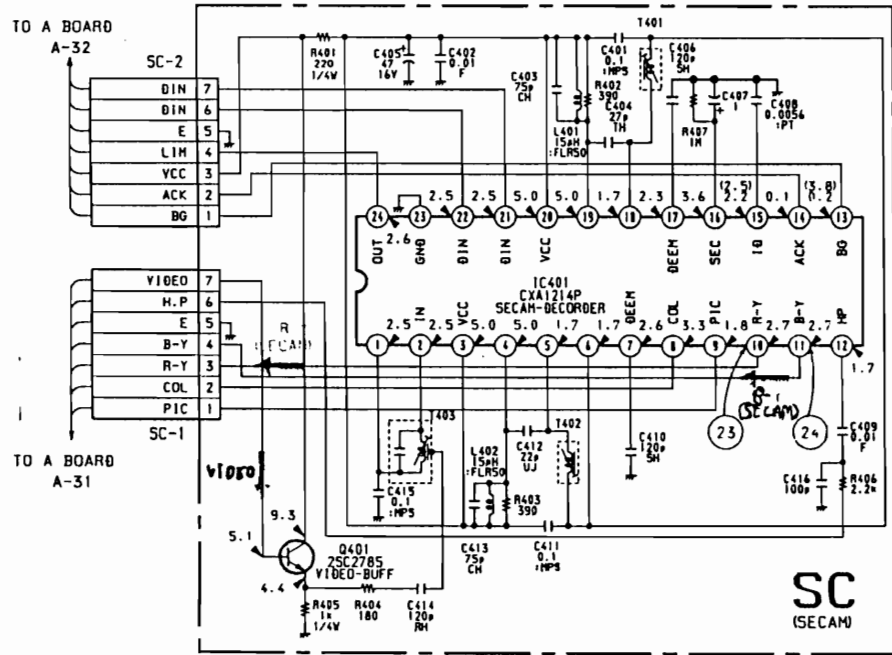 TO A BOARD
A-32
SC-2
DIN 7
DIN 6
E 5
LIM 4
VCC 3
ACK 2
BG 1
VIDEO 7
H.P 6
E 5
B-Y 4
R-Y 3
COL 2
PIC 1
SC-1
TO A BOARD
A-31
R401
220
1/4W
C405
47
16V
C402
0.01
F
C403
75p
CH
L401
15µH
:FLR50
C401
0.1
:MPS
R402
390
C404
27p
TH
T401
C406
120p
SH
R407
1M
C407
1
C408
0.0056
:PT
2.6
2.5
2.5
5.0
5.0
1.7
2.3
3.6
(2.5)
2.2
0.1
(3.8)
0.2
24 23 22 21 20 19 18 17 16 15 14 13
OUT GND DIN DIN VCC DEEM SEC ID ACK BG
IC401
CXA1214P
SECAM-DECORDER
IN VCC DEEM COL PIC R-Y B-Y HP
2.5 2.5 5.0 5.0 1.7 1.7 2.6 3.3 1.8 2.7 2.7
1 2 3 4 5 6 7 8 9 10 11 12
1.7
R
(SECAM)
(SECAM)
23
24
VIDEO
T403
C415
0.1
:MPS
L402
15µH
:FLR50
C412
22p
UJ
T402
R403
390
C413
75p
CH
C411
0.1
:MPS
C410
120p
SH
C409
0.01
F
C416
100p
R406
2.2k
9.3
5.1
4.4
Q401
2SC2785
VIDEO-BUFF
R405
1k
1/4W
R404
180
C414
120p
RH
SC
(SECAM)